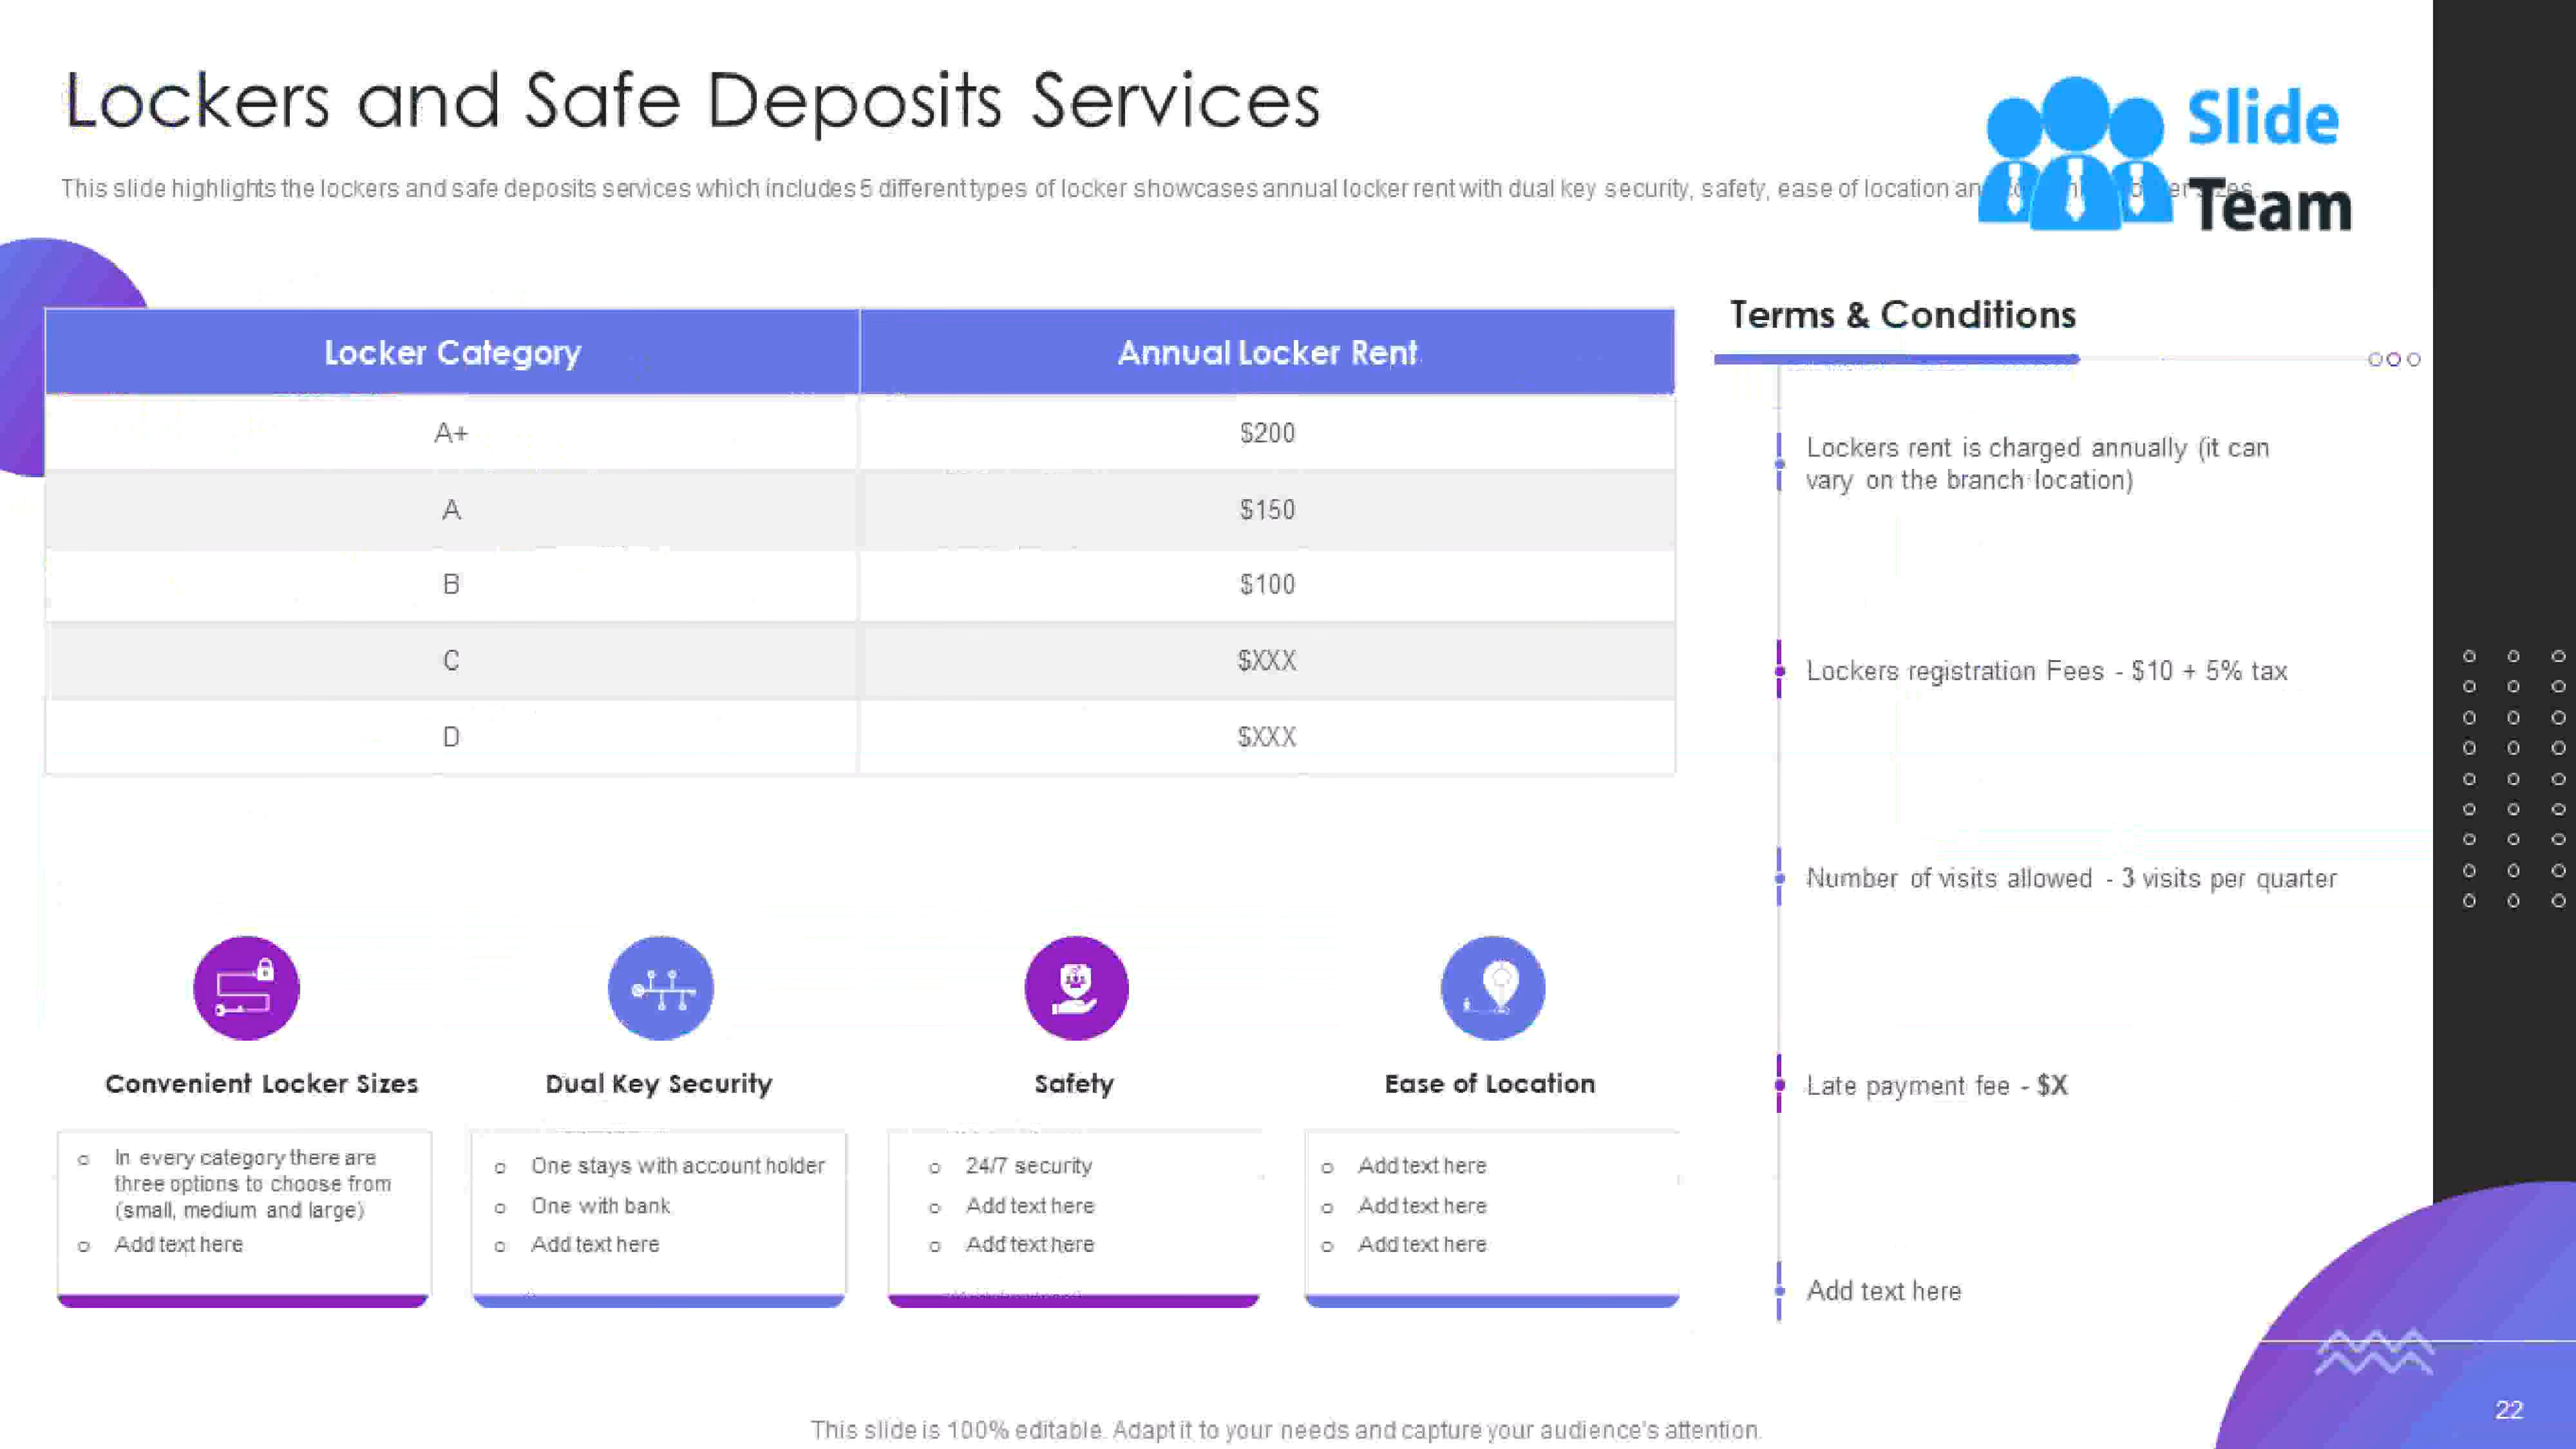 Lockers and Safe Deposits Services
Slide
Team
This slide highlights the lockers and safe deposits services which includes 5 different types of locker showcases annual locker rent with dual key security, safety, ease of location
Locker Category Annual Locker Rent
A+ $200
A $150
B $100
C $XXX
D $XXX
Convenient Locker Sizes
In every category there are
three options to choose from
(small, medium and large)
Add text here
Dual Key Security
One stays with account holder
One with bank
Add text here
Safety
24/7 security
Add text here
Add text here
Ease of Location
Add text here
Add text here
Add text here
Terms & Conditions
Lockers rent is charged annually (it can
vary on the branch location)
Lockers registration Fees - $10 + 5% tax
Number of visits allowed - 3 visits per quarter
Late payment fee - $X
Add text here
This slide is 100% editable. Adapt it to your needs and capture your audience's attention.
22